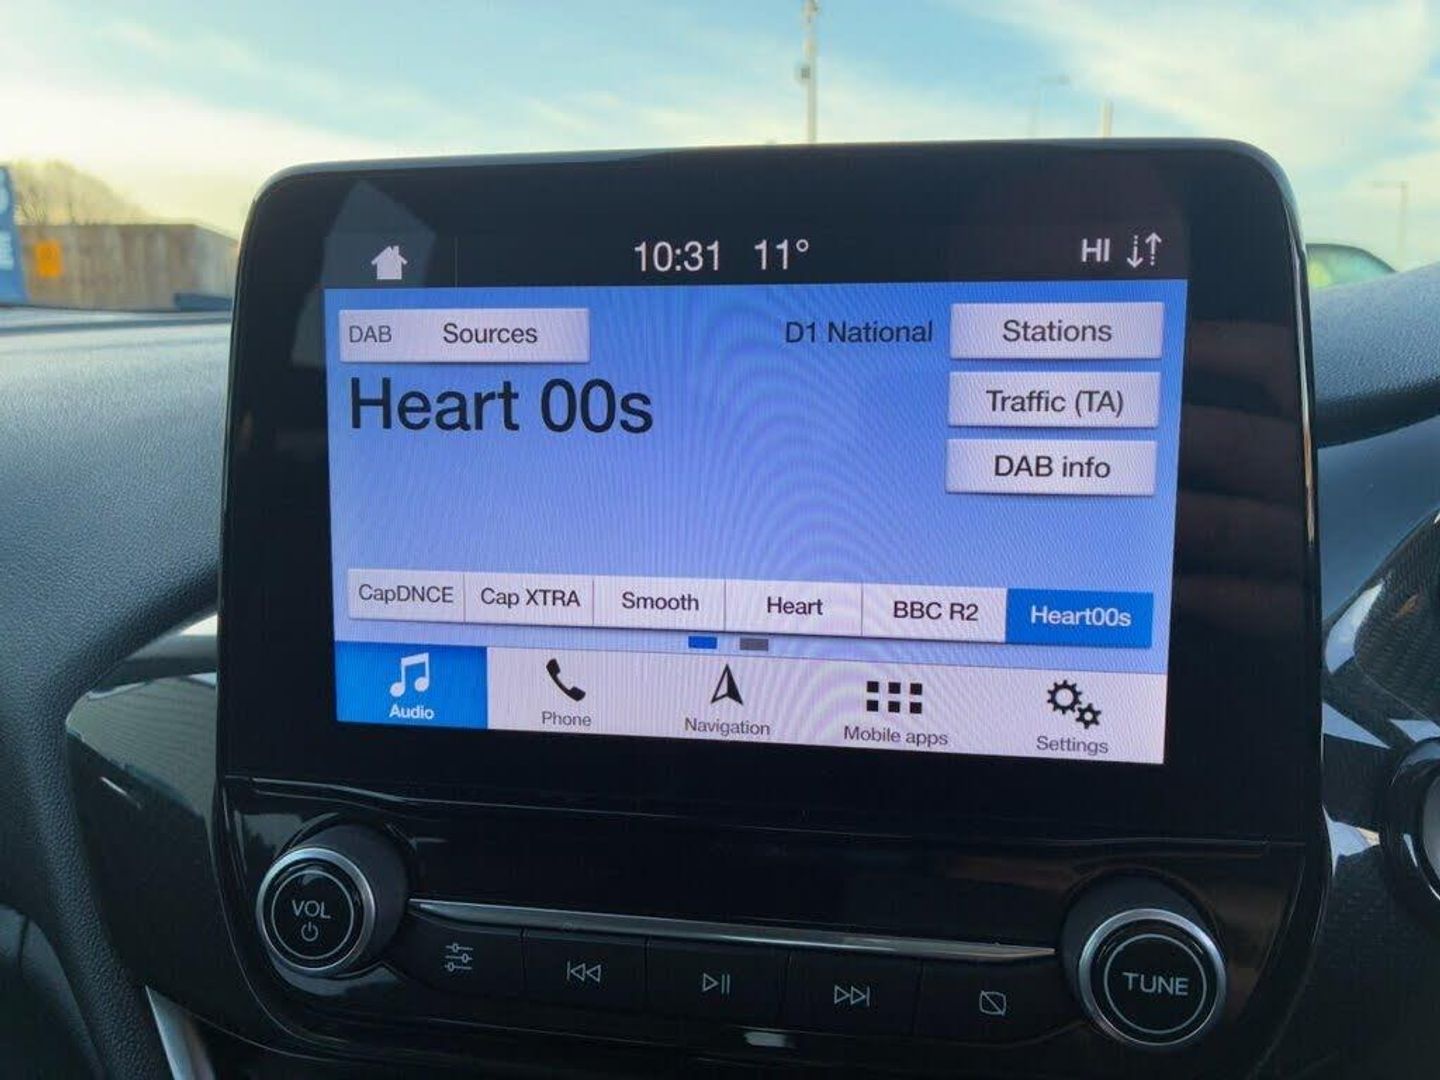 10:31 11° HI
DAB Sources D1 National Stations
Heart 00s Traffic (TA)
DAB info
CapDNCE Cap XTRA Smooth Heart BBC R2 Heart00s
Audio Phone Navigation Mobile apps Settings
VOL TUNE